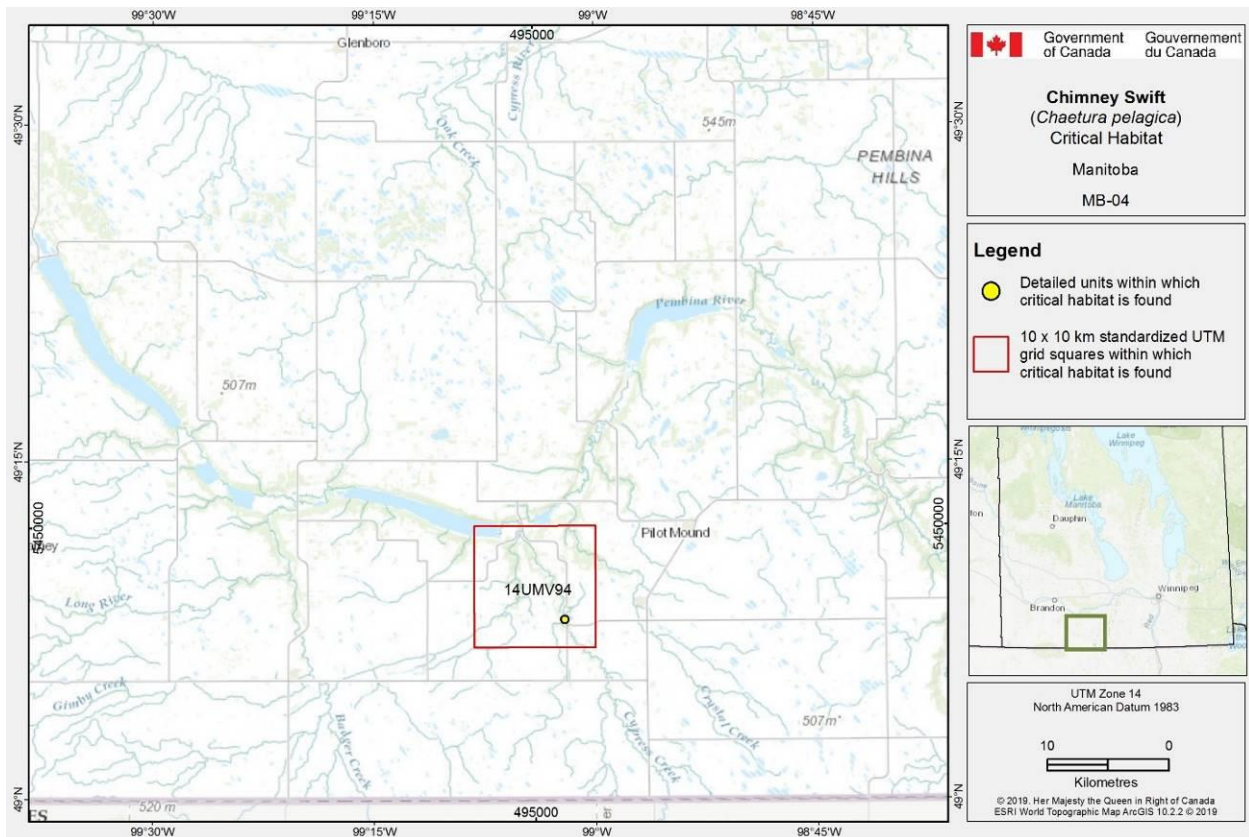 99°30'W
99°15'W
99°0'W
98°45'W
495000
Glenboro
Cypress River
Oak Creek
545m
PEMBINA
HILLS
49°30'N
49°30'N
Pembina River
507m
49°15'N
49°15'N
5450000
5450000
Pilot Mound
14UMV94
Long River
Gimby Creek
Badger Creek
Cypress Creek
Crystal Creek
507m
520 m
ES
49°N
49°N
495000
99°30'W
99°15'W
99°0'W
98°45'W
Government
of Canada
Gouvernement
du Canada
Chimney Swift
(Chaetura pelagica)
Critical Habitat
Manitoba
MB-04
Legend
Detailed units within which
critical habitat is found
10 x 10 km standardized UTM
grid squares within which
critical habitat is found
Lake
Winnipeg
Lake
Manitoba
Dauphin
Winnipeg
Brandon
Red
UTM Zone 14
North American Datum 1983
10 0
Kilometres
© 2019. Her Majesty the Queen in Right of Canada
ESRI World Topographic Map ArcGIS 10.2.2 © 2019